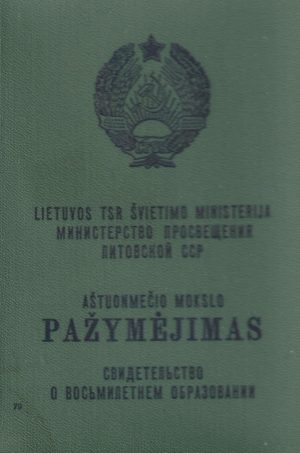 LIETUVOS TSR ŠVIETIMO MINISTERIJA
МИНИСТЕРСТВО ПРОСВЕЩЕНИЯ
ЛИТОВСКОЙ ССР
AŠTUONMEČIO MOKSLO
PAŽYMĖJIMAS
СВИДЕТЕЛЬСТВО
О ВОСЬМИЛЕТНЕМ ОБРАЗОВАНИИ